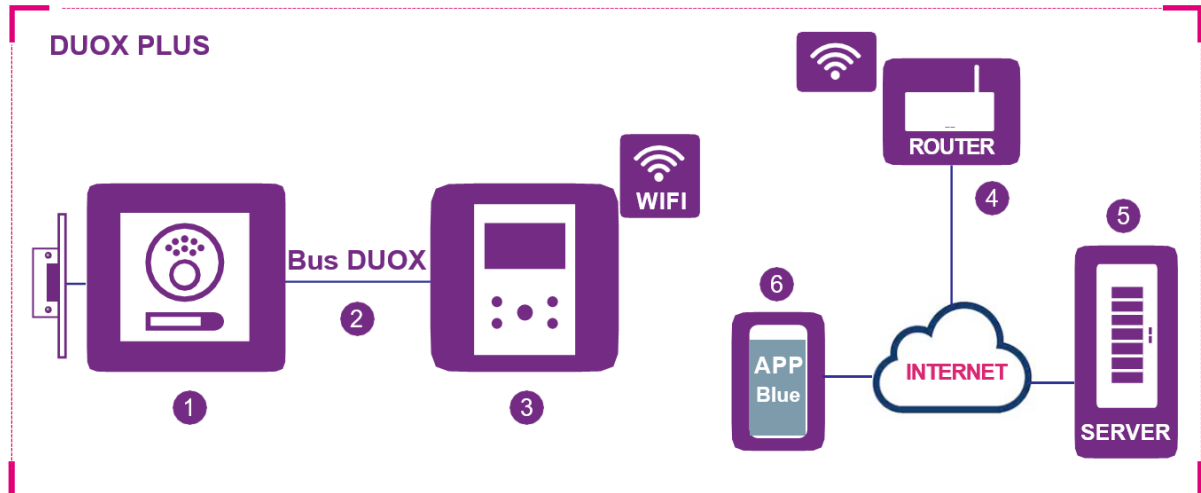 DUOX PLUS
WIFI
ROUTER
4
5
Bus DUOX
2
6
APP
Blue
INTERNET
SERVER
1
3